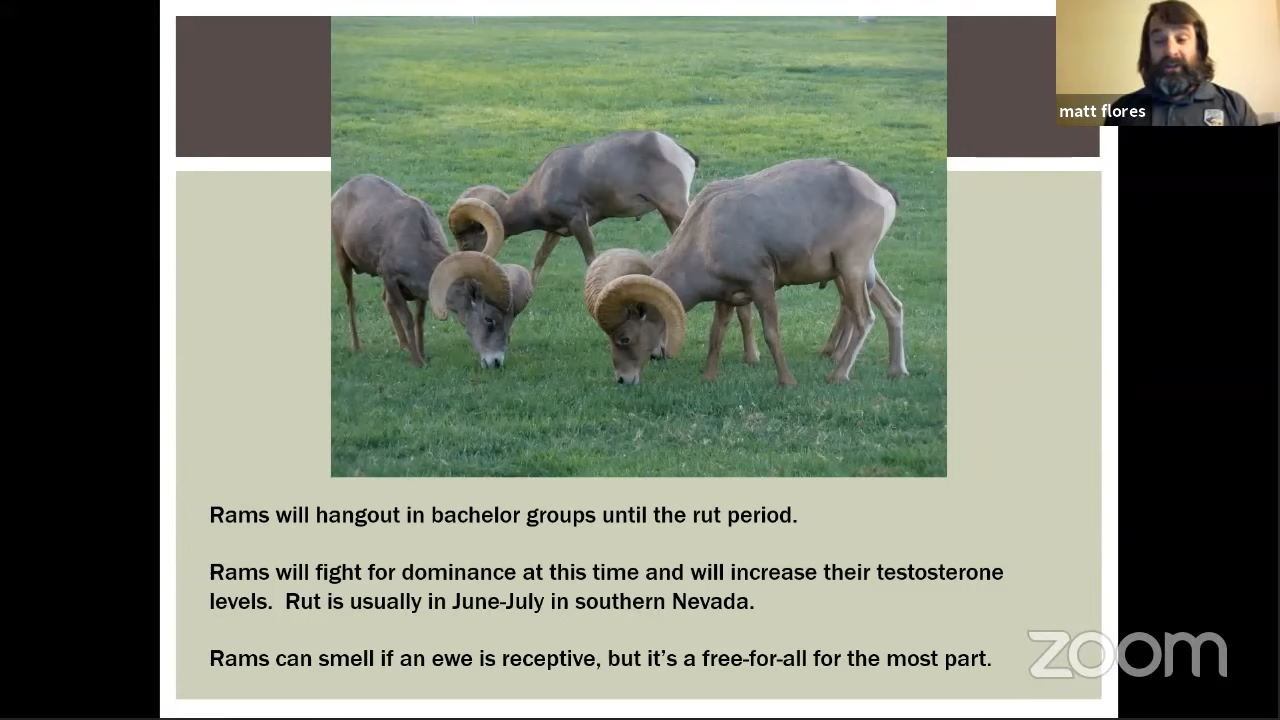 matt flores
Rams will hangout in bachelor groups until the rut period.
Rams will fight for dominance at this time and will increase their testosterone
levels.  Rut is usually in June-July in southern Nevada.
Rams can smell if an ewe is receptive, but it’s a free-for-all for the most part.
zoom